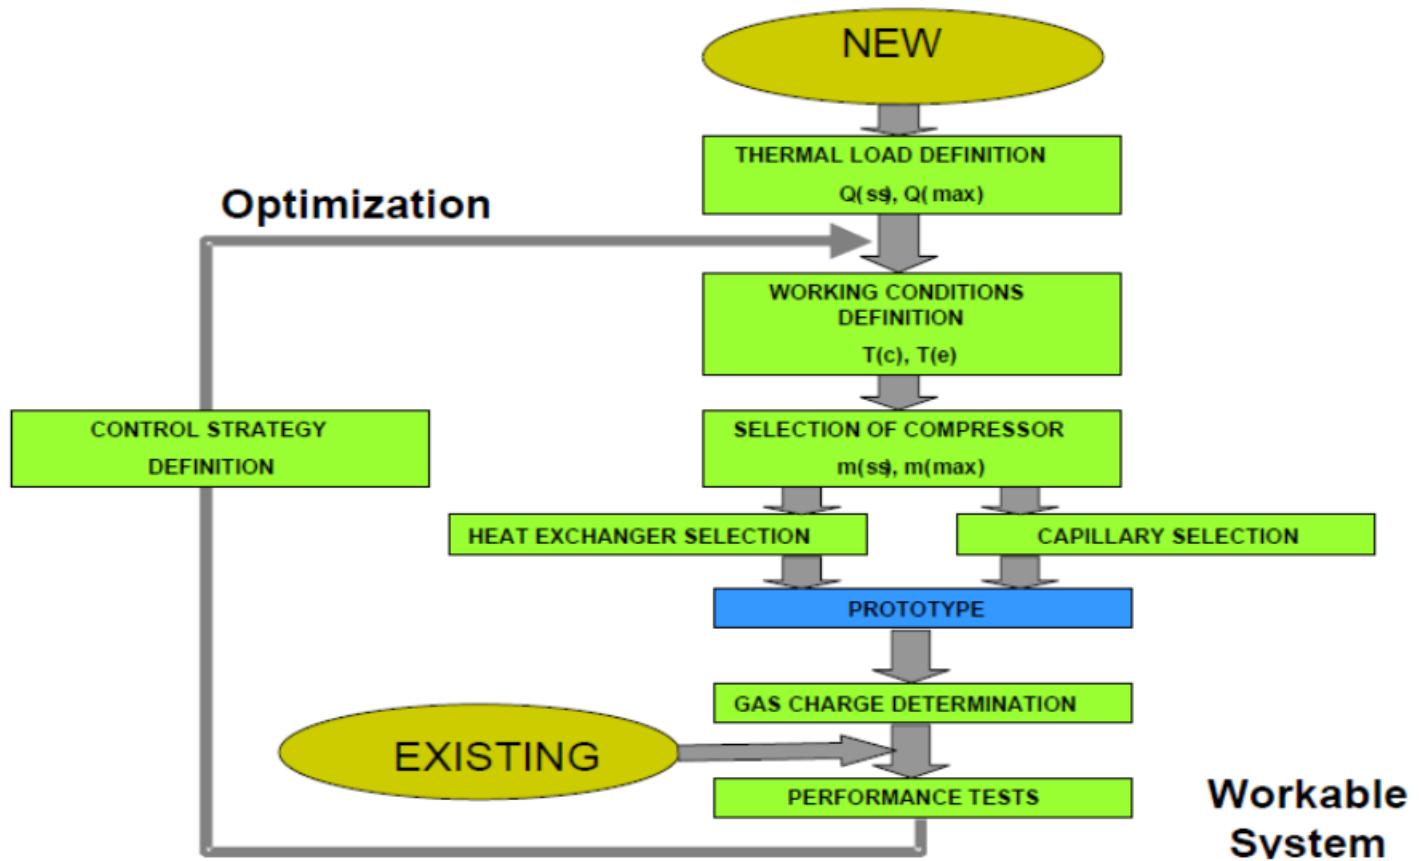 NEW
THERMAL LOAD DEFINITION
Q(ss), Q(max)
Optimization
WORKING CONDITIONS
DEFINITION
T(c), T(e)
CONTROL STRATEGY
DEFINITION
SELECTION OF COMPRESSOR
m(ss), m(max)
HEAT EXCHANGER SELECTION
CAPILLARY SELECTION
PROTOTYPE
GAS CHARGE DETERMINATION
EXISTING
PERFORMANCE TESTS
Workable
System